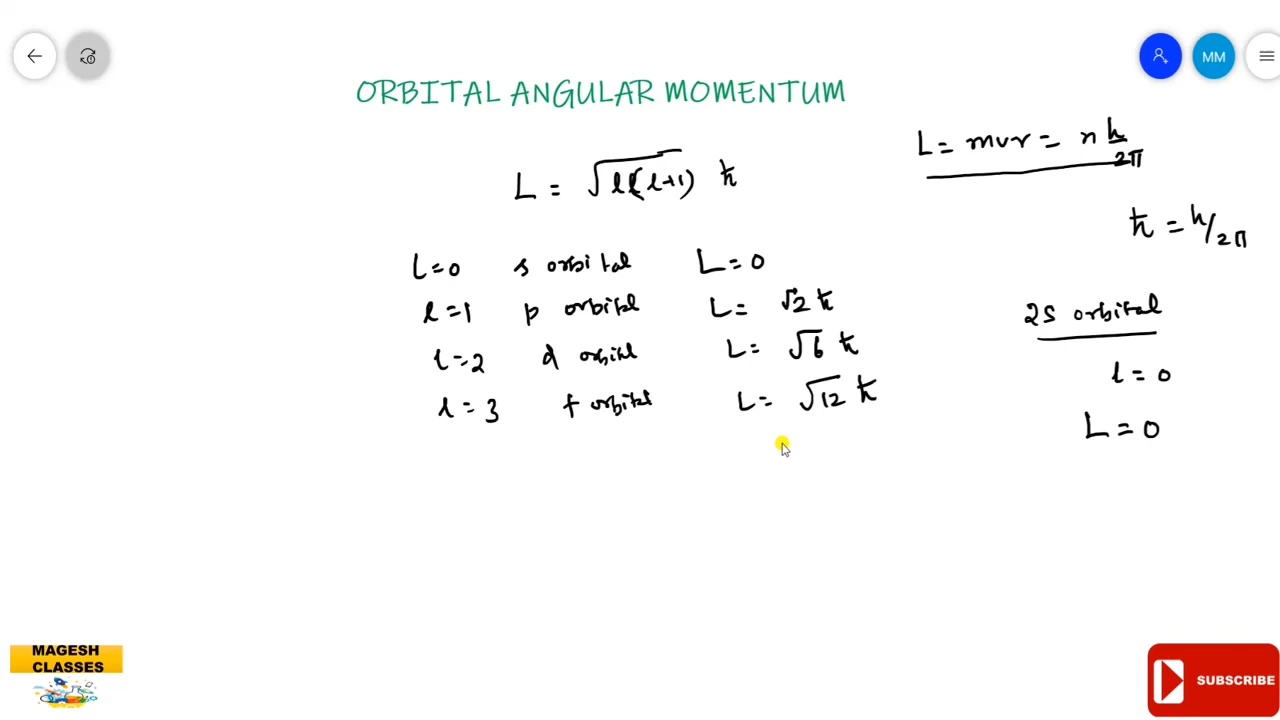 MM
ORBITAL ANGULAR MOMENTUM
L = mvr = n h/2π
L = √l(l+1) ħ
ħ = h/2π
l=0 s orbital L=0
l=1 p orbital L= √2 ħ
l=2 d orbital L= √6 ħ
l=3 f orbital L= √12 ħ
2s orbital
l=0
L=0
MAGESH
CLASSES
SUBSCRIBE